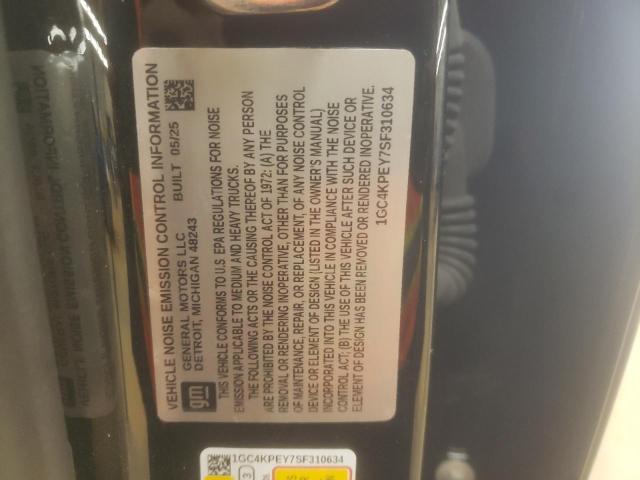 VEHICLE NOISE EMISSION CONTROL INFORMATION
GENERAL MOTORS LLC BUILT 05/25
DETROIT, MICHIGAN 48243
gm
THIS VEHICLE CONFORMS TO U.S. EPA REGULATIONS FOR NOISE
EMISSION APPLICABLE TO MEDIUM AND HEAVY TRUCKS.
THE FOLLOWING ACTS OR THE CAUSING THEREOF BY ANY PERSON
ARE PROHIBITED BY THE NOISE CONTROL ACT OF 1972: (A) THE
REMOVAL OR RENDERING INOPERATIVE, OTHER THAN FOR PURPOSES
OF MAINTENANCE, REPAIR, OR REPLACEMENT, OF ANY NOISE CONTROL
DEVICE OR ELEMENT OF DESIGN (LISTED IN THE OWNER'S MANUAL)
INCORPORATED INTO THIS VEHICLE IN COMPLIANCE WITH THE NOISE
CONTROL ACT; (B) THE USE OF THIS VEHICLE AFTER SUCH DEVICE OR
ELEMENT OF DESIGN HAS BEEN REMOVED OR RENDERED INOPERATIVE.
1GC4KPEY7SF310634
1GC4KPEY7SF310634
3